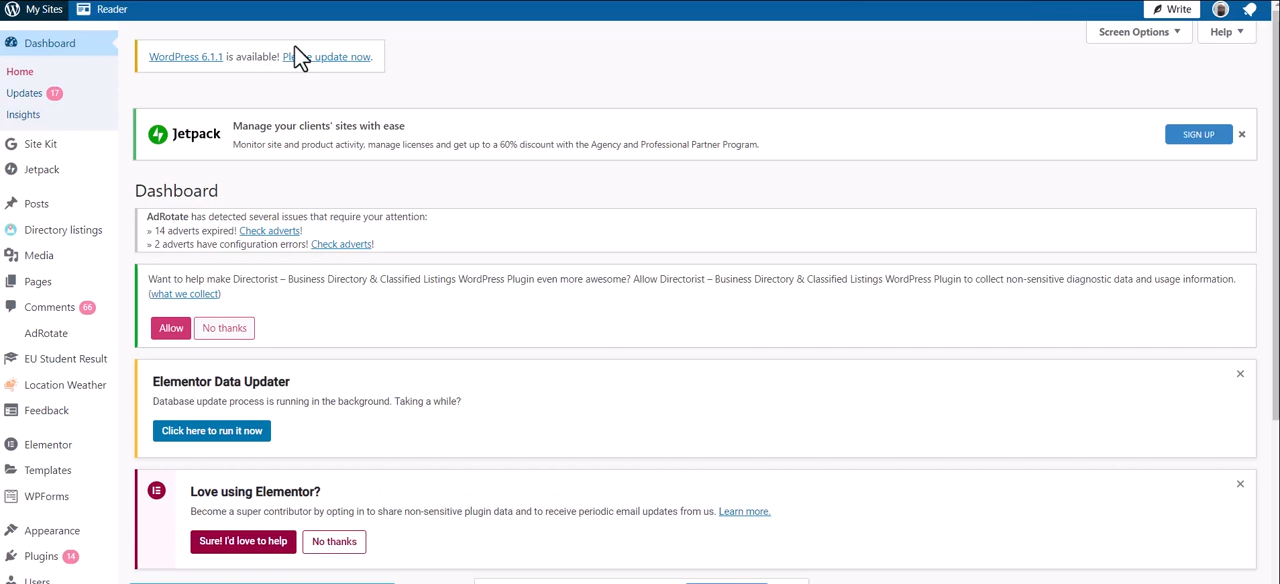 My Sites
Reader
Write
Dashboard
Home
Updates 17
Insights
Site Kit
Jetpack
Posts
Directory listings
Media
Pages
Comments 66
AdRotate
EU Student Result
Location Weather
Feedback
Elementor
Templates
WPForms
Appearance
Plugins 14
Users
Screen Options
Help
WordPress 6.1.1 is available! Please update now.
Jetpack
Manage your clients' sites with ease
Monitor site and product activity, manage licenses and get up to a 60% discount with the Agency and Professional Partner Program.
SIGN UP
Dashboard
AdRotate has detected several issues that require your attention:
» 14 adverts expired! Check adverts!
» 2 adverts have configuration errors! Check adverts!
Want to help make Directorist – Business Directory & Classified Listings WordPress Plugin even more awesome? Allow Directorist – Business Directory & Classified Listings WordPress Plugin to collect non-sensitive diagnostic data and usage information.
(what we collect)
Allow
No thanks
Elementor Data Updater
Database update process is running in the background. Taking a while?
Click here to run it now
Love using Elementor?
Become a super contributor by opting in to share non-sensitive plugin data and to receive periodic email updates from us. Learn more.
Sure! I'd love to help
No thanks